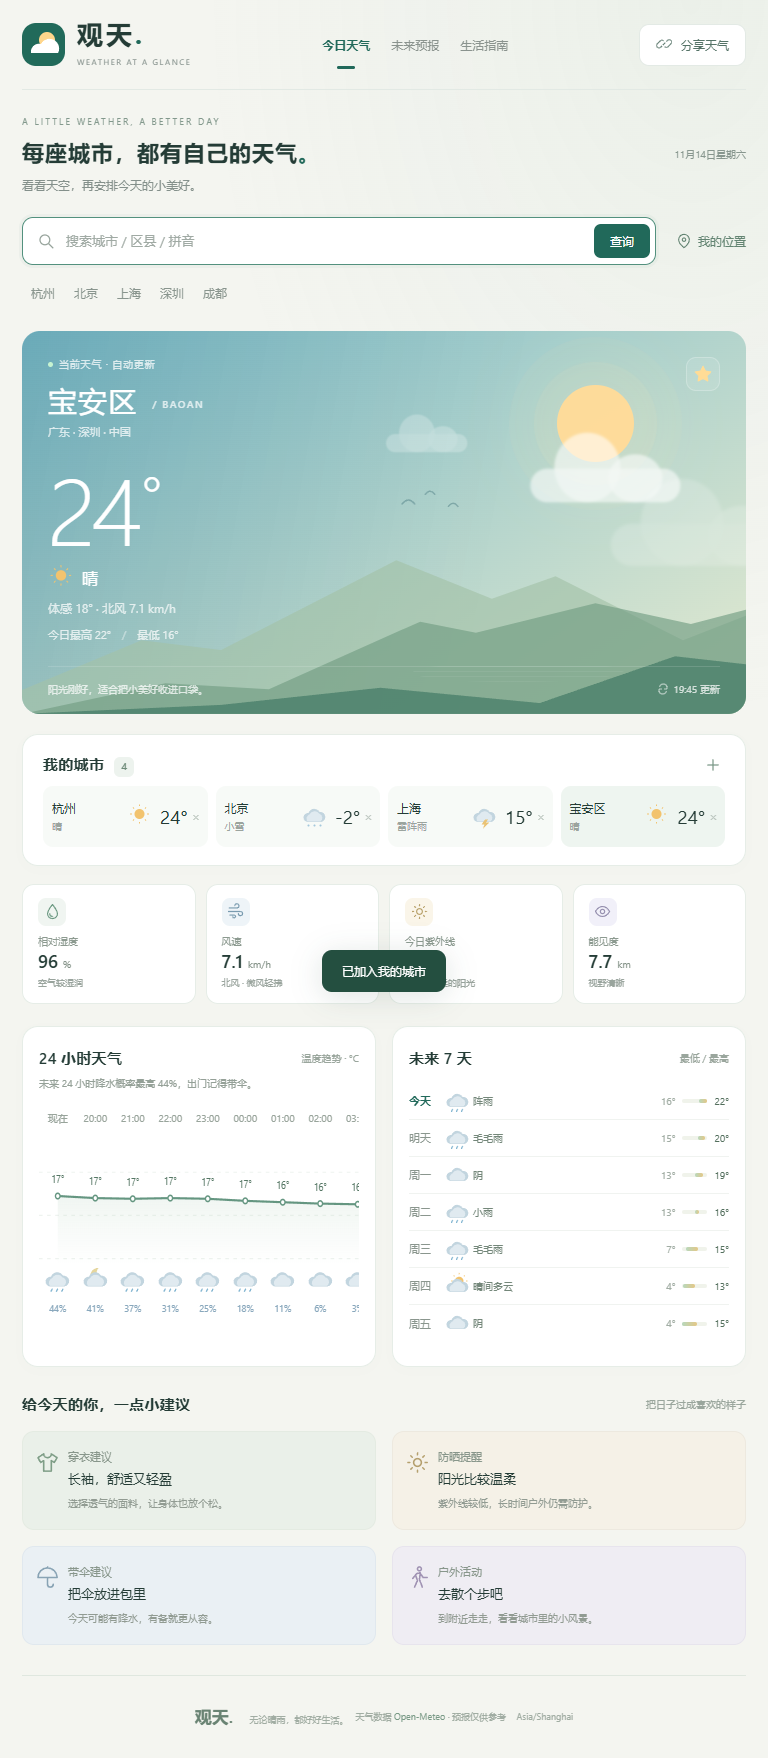 观天.
WEATHER AT A GLANCE
今日天气 未来预报 生活指南
分享天气
A LITTLE WEATHER, A BETTER DAY
每座城市，都有自己的天气。
11月14日星期六
看看天空，再安排今天的小美好。
搜索城市 / 区县 / 拼音
查询
我的位置
杭州 北京 上海 深圳 成都
当前天气 · 自动更新
宝安区 / BAOAN
广东 · 深圳 · 中国
24°
晴
体感 18° · 北风 7.1 km/h
今日最高 22° / 最低 16°
阳光刚好，适合把小美好收进口袋。
19:45 更新
我的城市 4
杭州
晴
24° ×
北京
小雪
-2° ×
上海
雷阵雨
15° ×
宝安区
晴
24° ×
相对湿度
96 %
空气较湿润
风速
7.1 km/h
北风 · 微风轻拂
今日紫外线
的阳光
能见度
7.7 km
视野清晰
已加入我的城市
24 小时天气
温度趋势 · °C
未来 24 小时降水概率最高 44%，出门记得带伞。
现在 20:00 21:00 22:00 23:00 00:00 01:00 02:00 03:
17° 17° 17° 17° 17° 17° 16° 16° 16
44% 41% 37% 31% 25% 18% 11% 6% 3%
未来 7 天
最低 / 最高
今天 阵雨 16° 22°
明天 毛毛雨 15° 20°
周一 阴 13° 19°
周二 小雨 13° 16°
周三 毛毛雨 7° 15°
周四 晴间多云 4° 13°
周五 阴 4° 15°
给今天的你，一点小建议
把日子过成喜欢的样子
穿衣建议
长袖，舒适又轻盈
选择透气的面料，让身体也放个松。
防晒提醒
阳光比较温柔
紫外线较低，长时间户外仍需防护。
带伞建议
把伞放进包里
今天可能有降水，有备就更从容。
户外活动
去散个步吧
到附近走走，看看城市里的小风景。
观天.
无论晴雨，都好好生活。
天气数据 Open-Meteo · 预报仅供参考
Asia/Shanghai